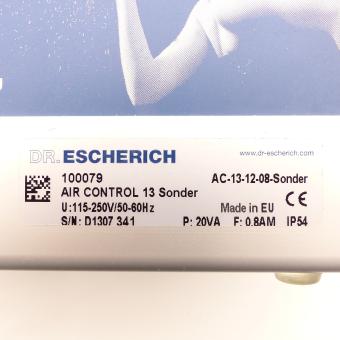 DR.ESCHERICH
www.dr-escherich.com
100079 AC-13-12-08-Sonder
AIR CONTROL 13 Sonder
U:115-250V/50-60Hz Made in EU CE
S/N: D1307 341 P: 20VA F: 0.8AM IP54